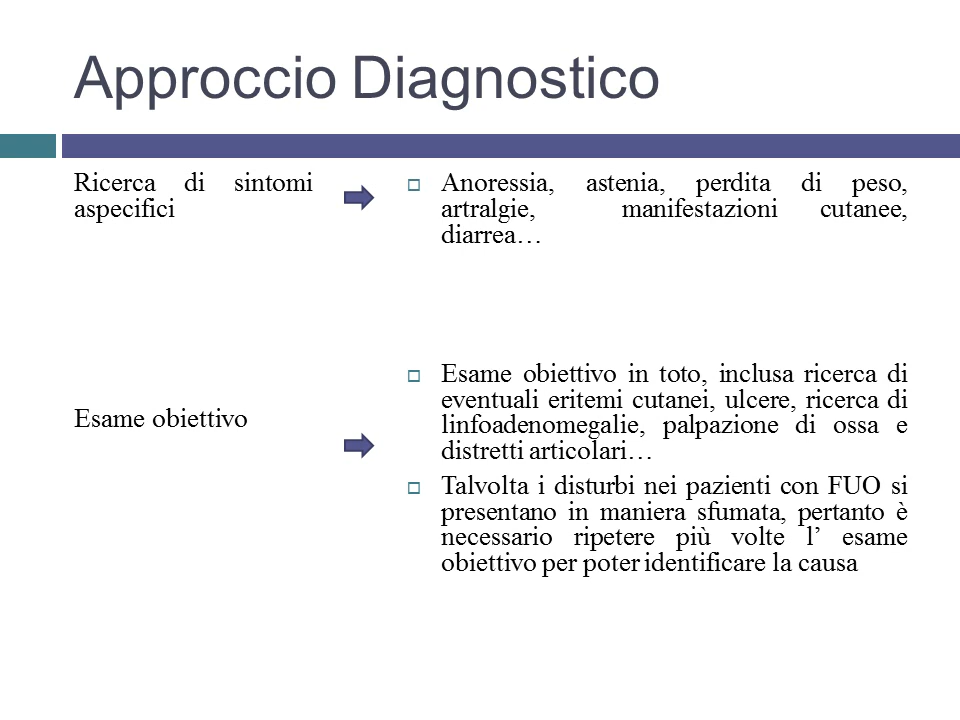 Approccio Diagnostico
Ricerca di sintomi
aspecifici
Anoressia, astenia, perdita di peso,
artralgie, manifestazioni cutanee,
diarrea…
Esame obiettivo
Esame obiettivo in toto, inclusa ricerca di
eventuali eritemi cutanei, ulcere, ricerca di
linfoadenomegalie, palpazione di ossa e
distretti articolari…
Talvolta i disturbi nei pazienti con FUO si
presentano in maniera sfumata, pertanto è
necessario ripetere più volte l’ esame
obiettivo per poter identificare la causa